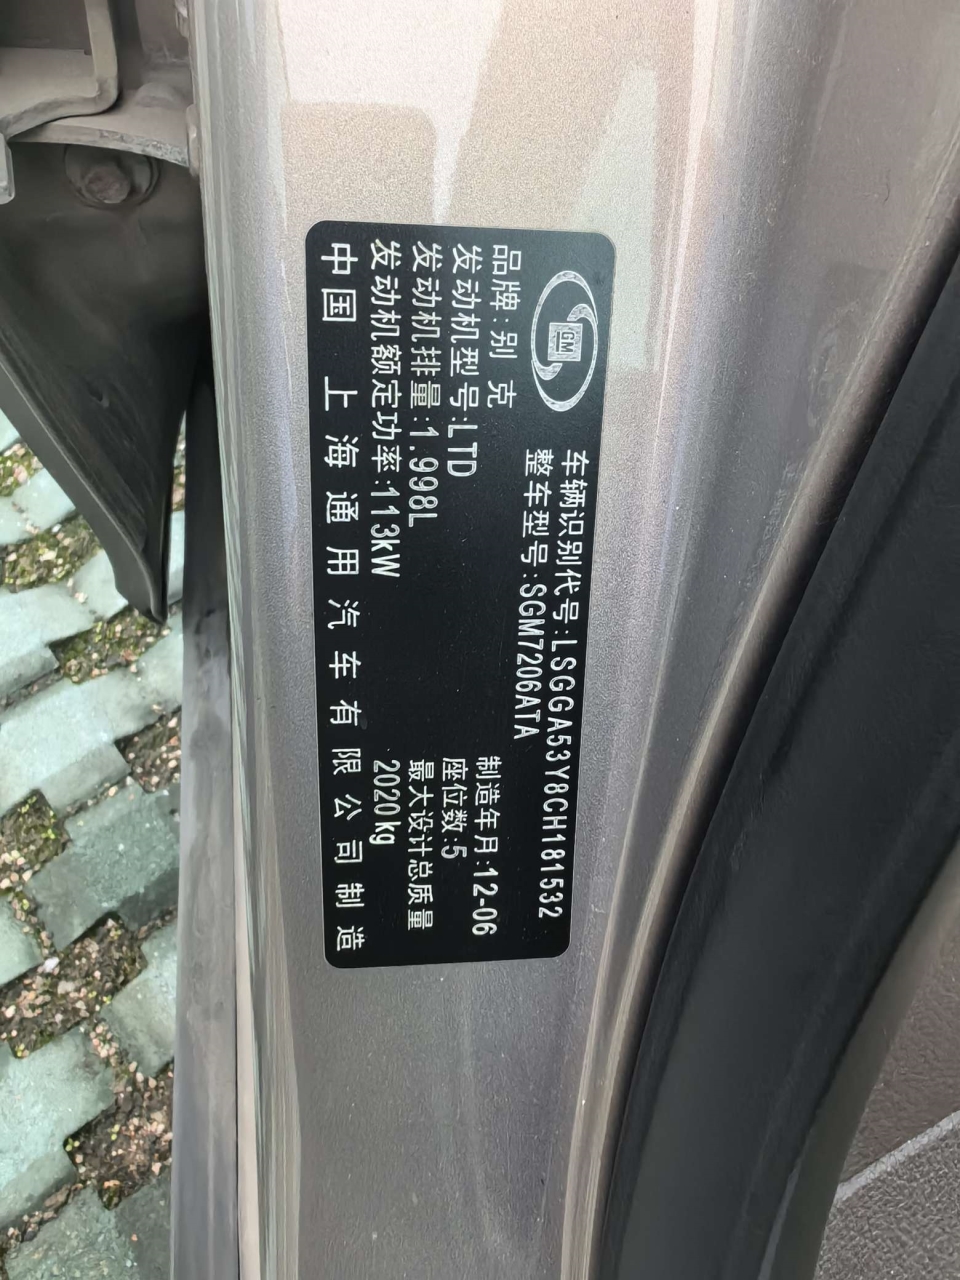 GM
车辆识别代号:LSGGA53Y8CH181532
整车型号:SGM7206ATA
品牌:别 克
发动机型号:LTD
发动机排量:1.998L
发动机额定功率:113kW
制造年月:12-06
座位数:5
最大设计总质量
2020kg
中国 上海通用汽车有限公司制造